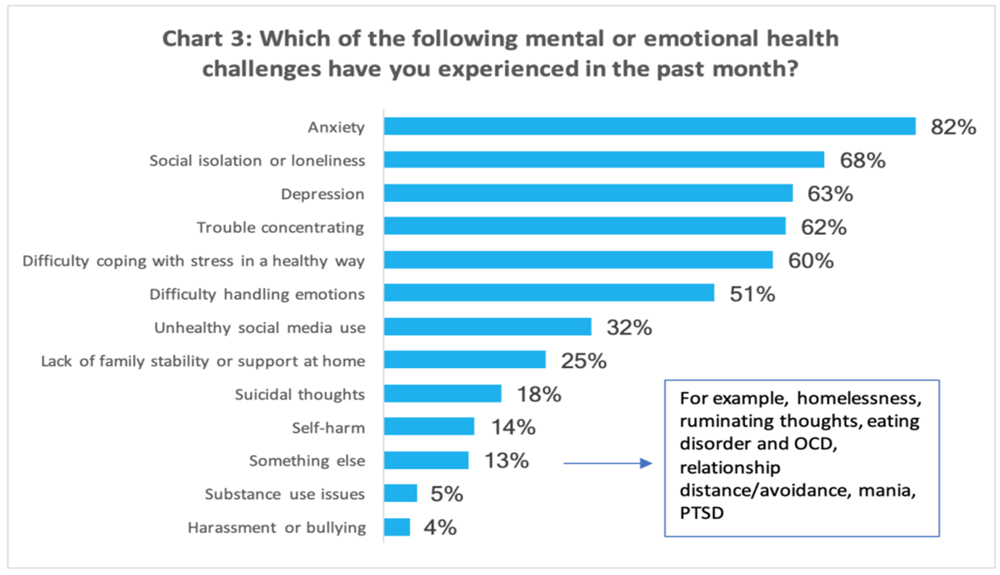 Chart 3: Which of the following mental or emotional health
challenges have you experienced in the past month?
Anxiety 82%
Social isolation or loneliness 68%
Depression 63%
Trouble concentrating 62%
Difficulty coping with stress in a healthy way 60%
Difficulty handling emotions 51%
Unhealthy social media use 32%
Lack of family stability or support at home 25%
Suicidal thoughts 18%
Self-harm 14%
Something else 13%
Substance use issues 5%
Harassment or bullying 4%
For example, homelessness,
ruminating thoughts, eating
disorder and OCD,
relationship
distance/avoidance, mania,
PTSD